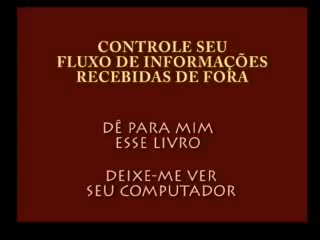 CONTROLE SEU
FLUXO DE INFORMAÇÕES
RECEBIDAS DE FORA
DÊ PARA MIM
ESSE LIVRO
DEIXE-ME VER
SEU COMPUTADOR